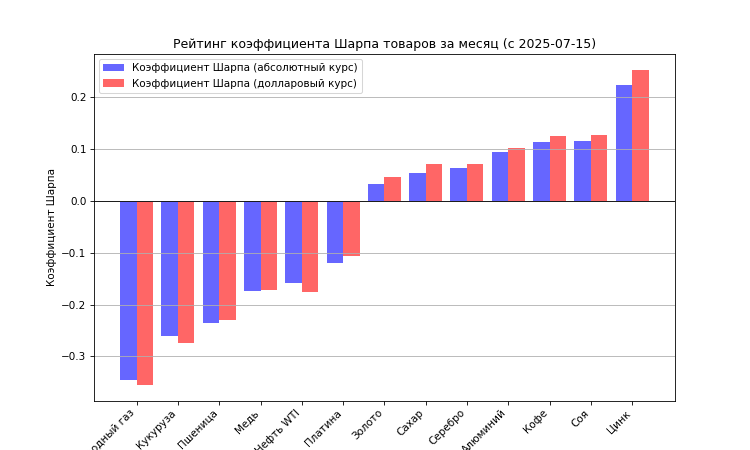 Рейтинг коэффициента Шарпа товаров за месяц (с 2025-07-15)
Коэффициент Шарпа (абсолютный курс)
Коэффициент Шарпа (долларовый курс)
Коэффициент Шарпа
0.2
0.1
0.0
−0.1
−0.2
−0.3
одный газ
Кукуруза
Пшеница
Медь
Нефть WTI
Платина
Золото
Сахар
Серебро
Алюминий
Кофе
Соя
Цинк